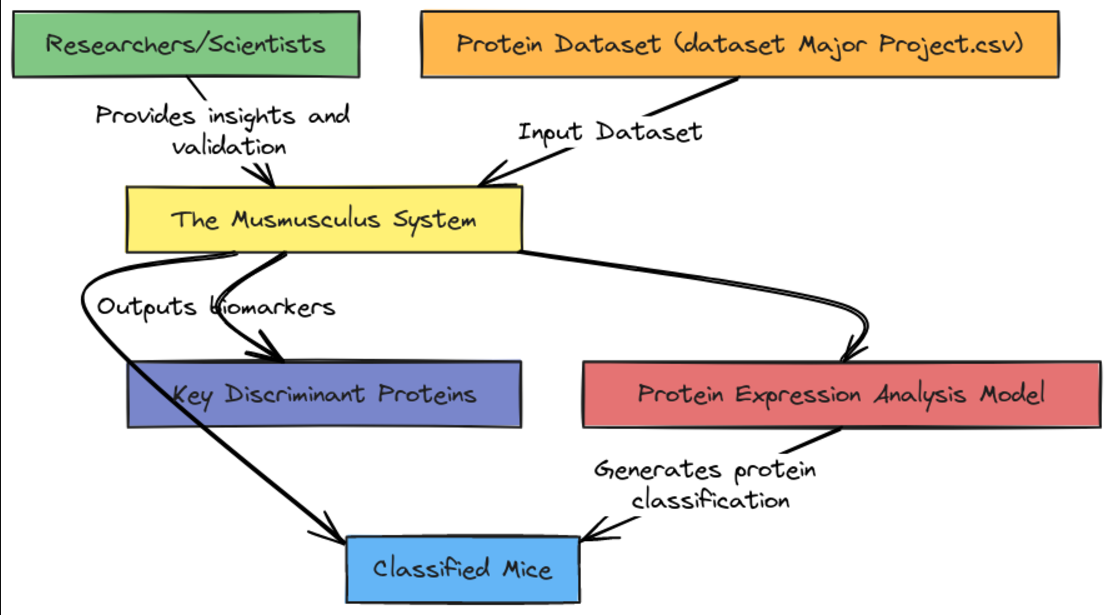 Researchers/Scientists
Protein Dataset (dataset Major Project.csv)
Provides insights and
validation
Input Dataset
The Musmusculus System
Outputs biomarkers
Key Discriminant Proteins
Protein Expression Analysis Model
Generates protein
classification
Classified Mice